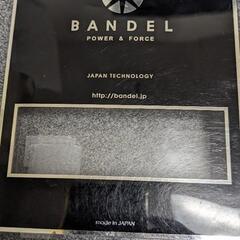 BANDEL
POWER & FORCE
JAPAN TECHNOLOGY
http://bandel.jp
made in JAPAN